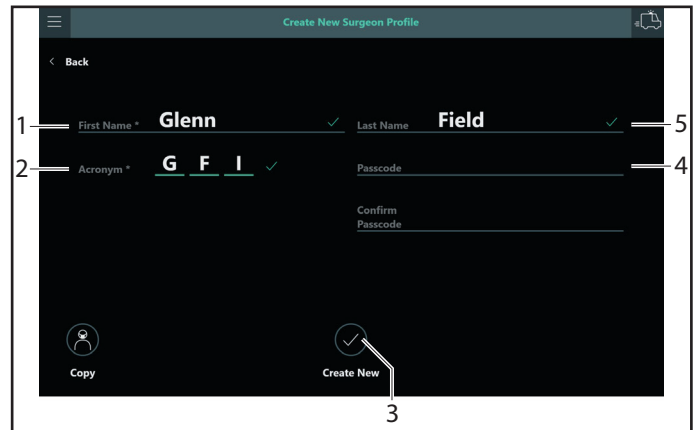 Create New Surgeon Profile
< Back
1 First Name * Glenn Last Name Field 5
2 Acronym * G F I Passcode 4
Confirm
Passcode
Copy Create New
3